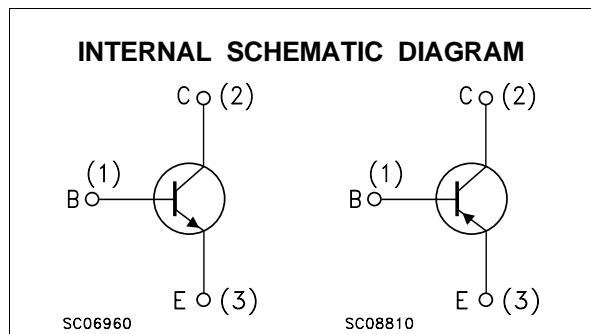 INTERNAL SCHEMATIC DIAGRAM
C (2)
C (2)
(1)
(1)
B
B
E (3)
E (3)
SC06960
SC08810